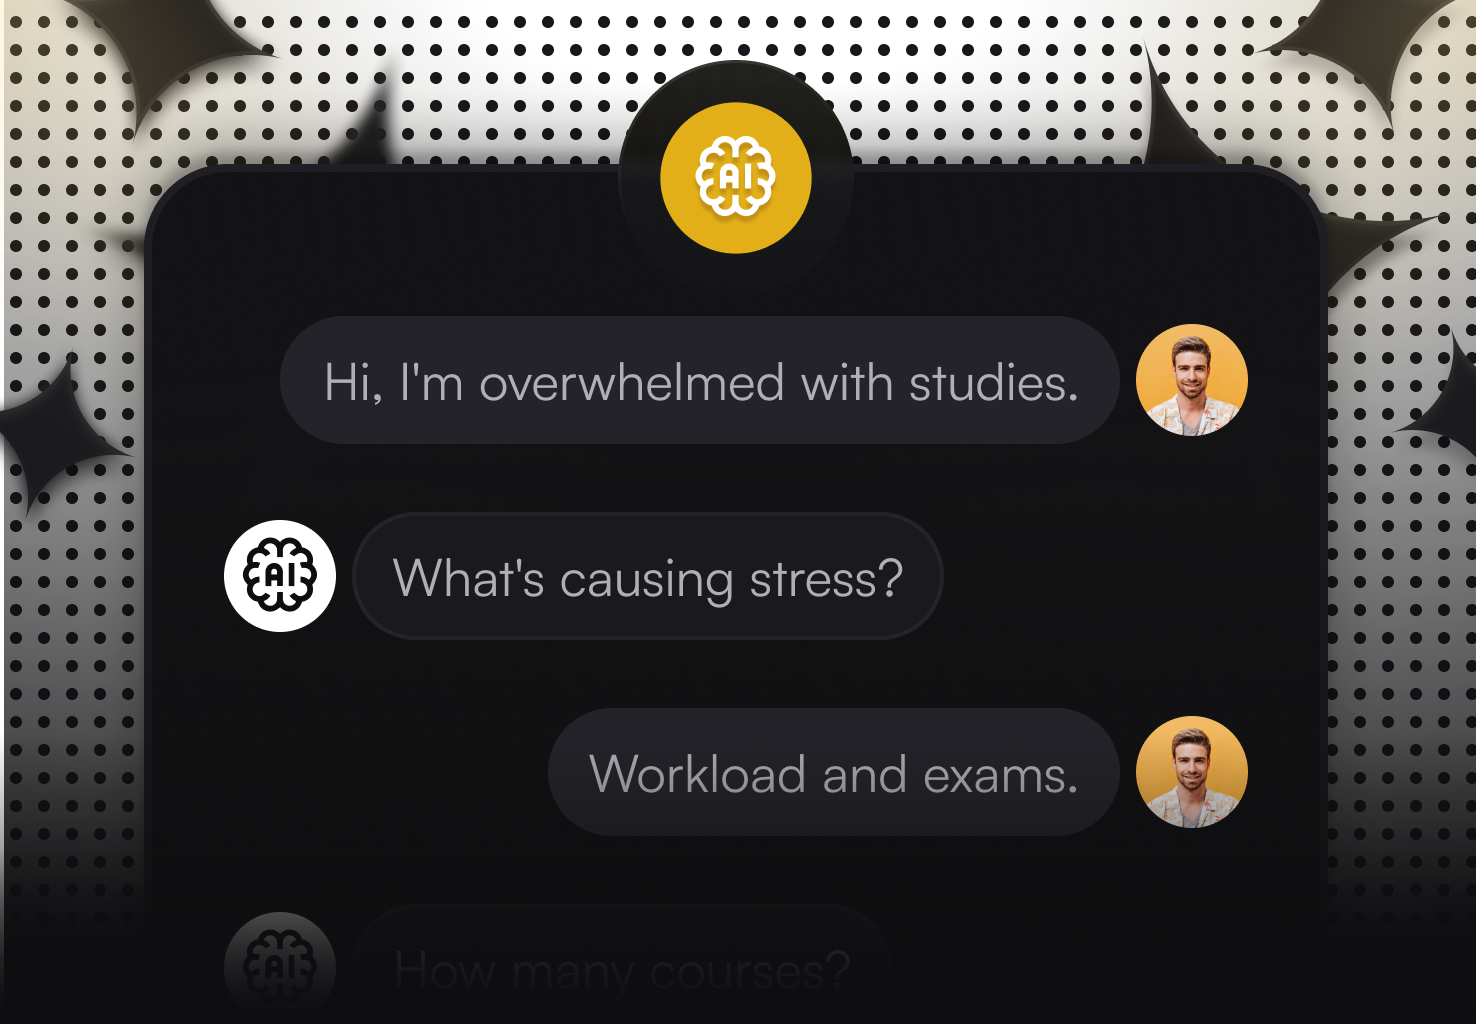 AI
Hi, I'm overwhelmed with studies.
AI
What's causing stress?
Workload and exams.
AI
How many courses?